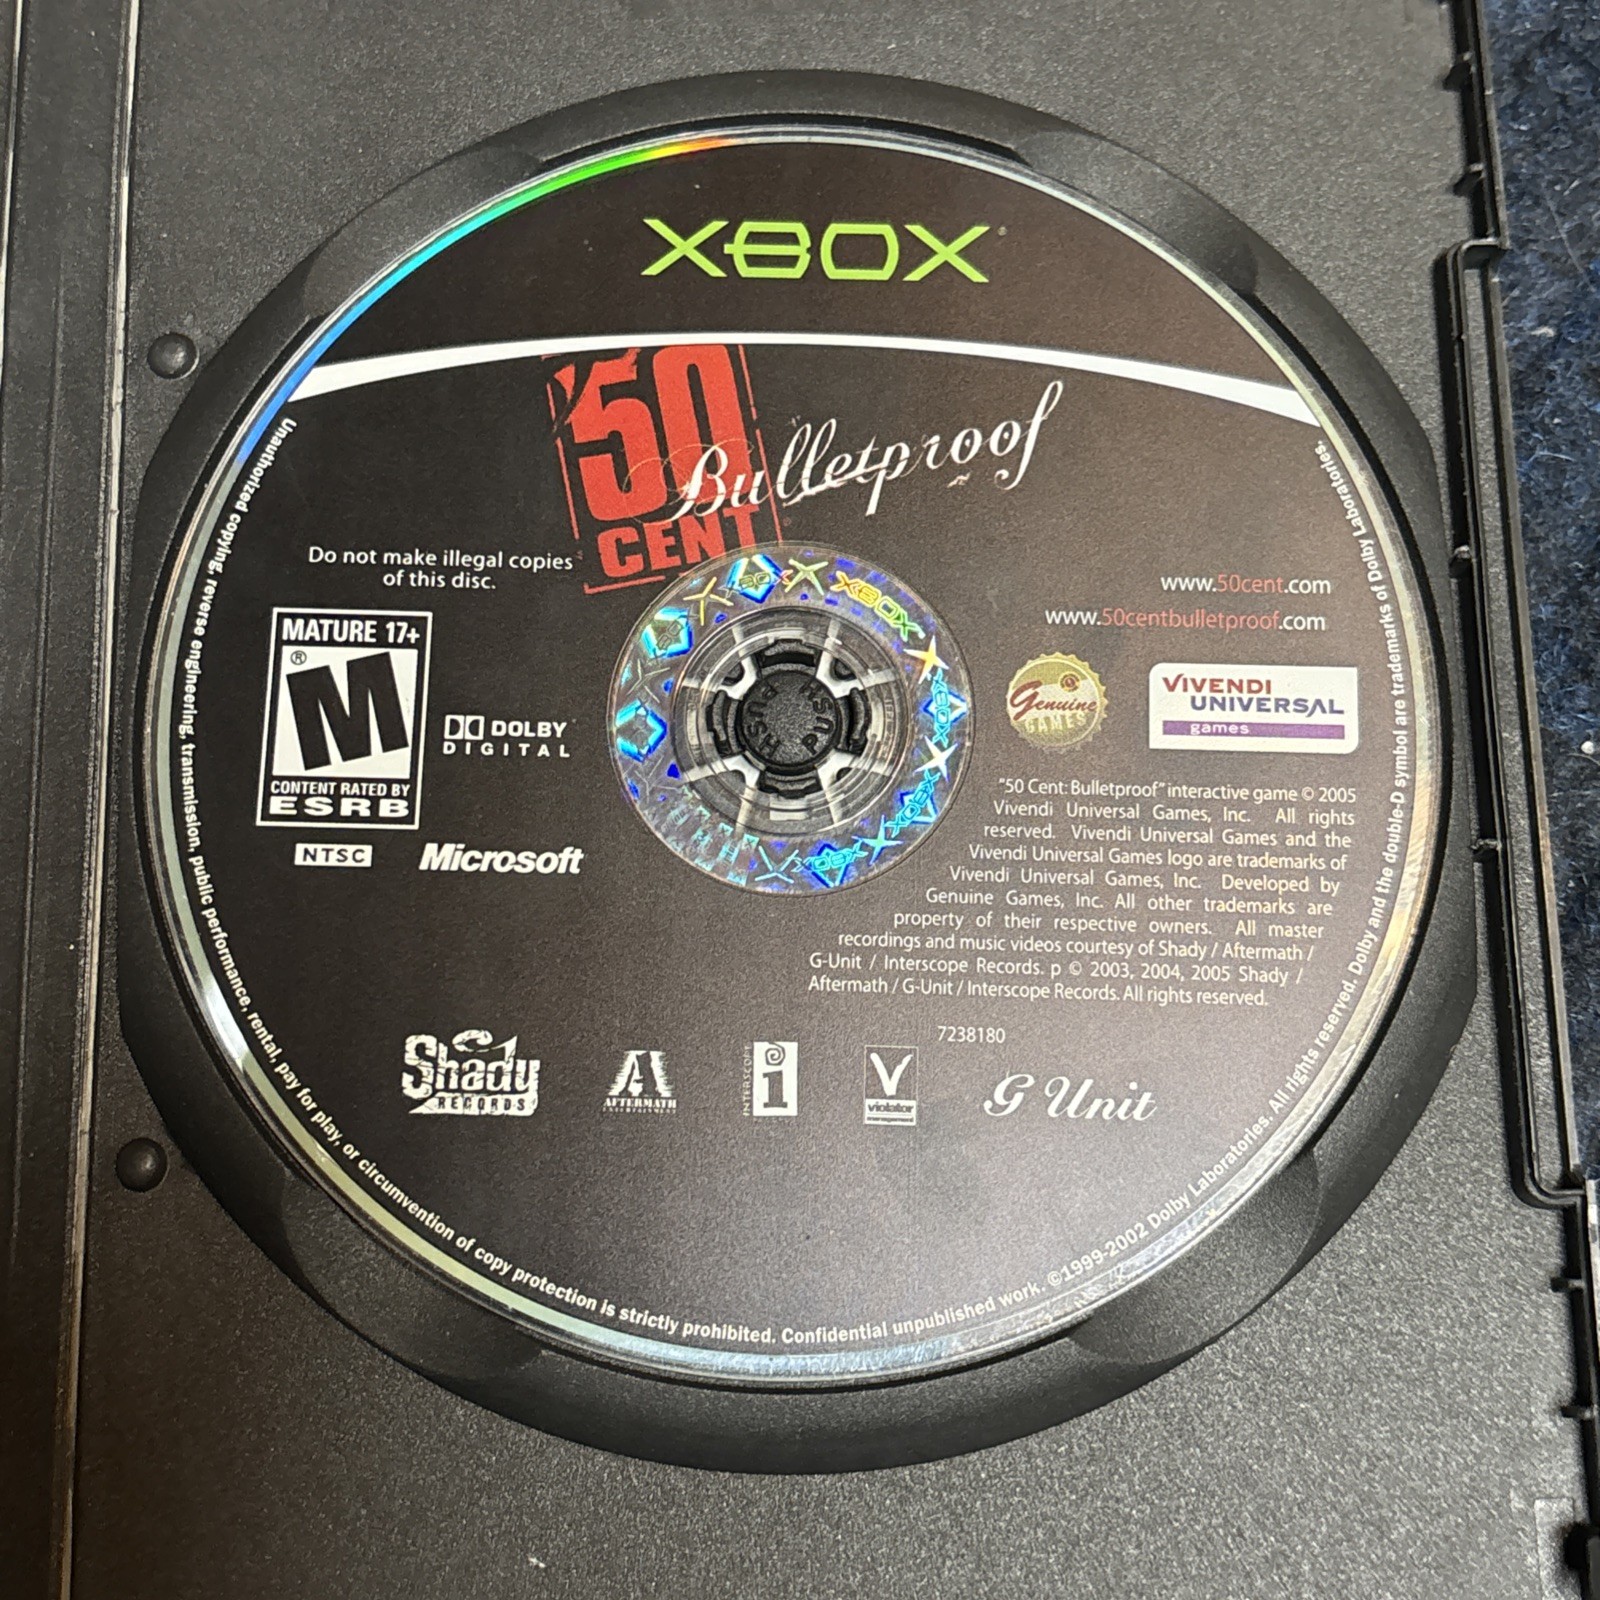 XBOX
50
CENT
Bulletproof
Do not make illegal copies
of this disc.
www.50cent.com
www.50centbulletproof.com
MATURE 17+
M
®
CONTENT RATED BY
ESRB
DOLBY
DIGITAL
NTSC
Microsoft
XBOX
XBOX
XBOX
XBOX
PUSH
PUSH
Genuine
GAMES
VIVENDI
UNIVERSAL
games
"50 Cent: Bulletproof" interactive game © 2005
Vivendi Universal Games, Inc. All rights
reserved. Vivendi Universal Games and the
Vivendi Universal Games logo are trademarks of
Vivendi Universal Games, Inc. Developed by
Genuine Games, Inc. All other trademarks are
property of their respective owners. All master
recordings and music videos courtesy of Shady / Aftermath /
G-Unit / Interscope Records. p © 2003, 2004, 2005 Shady /
Aftermath / G-Unit / Interscope Records. All rights reserved.
7238180
Shady
RECORDS
AFTERMATH
ENTERTAINMENT
INTERSCOPE
i
V
violator
management
G Unit
Unauthorized copying, reverse engineering, transmission, public performance, rental, pay for play, or circumvention of copy protection is strictly prohibited. Confidential unpublished work. ©1999-2002 Dolby Laboratories. All rights reserved. Dolby and the double-D symbol are trademarks of Dolby Laboratories.